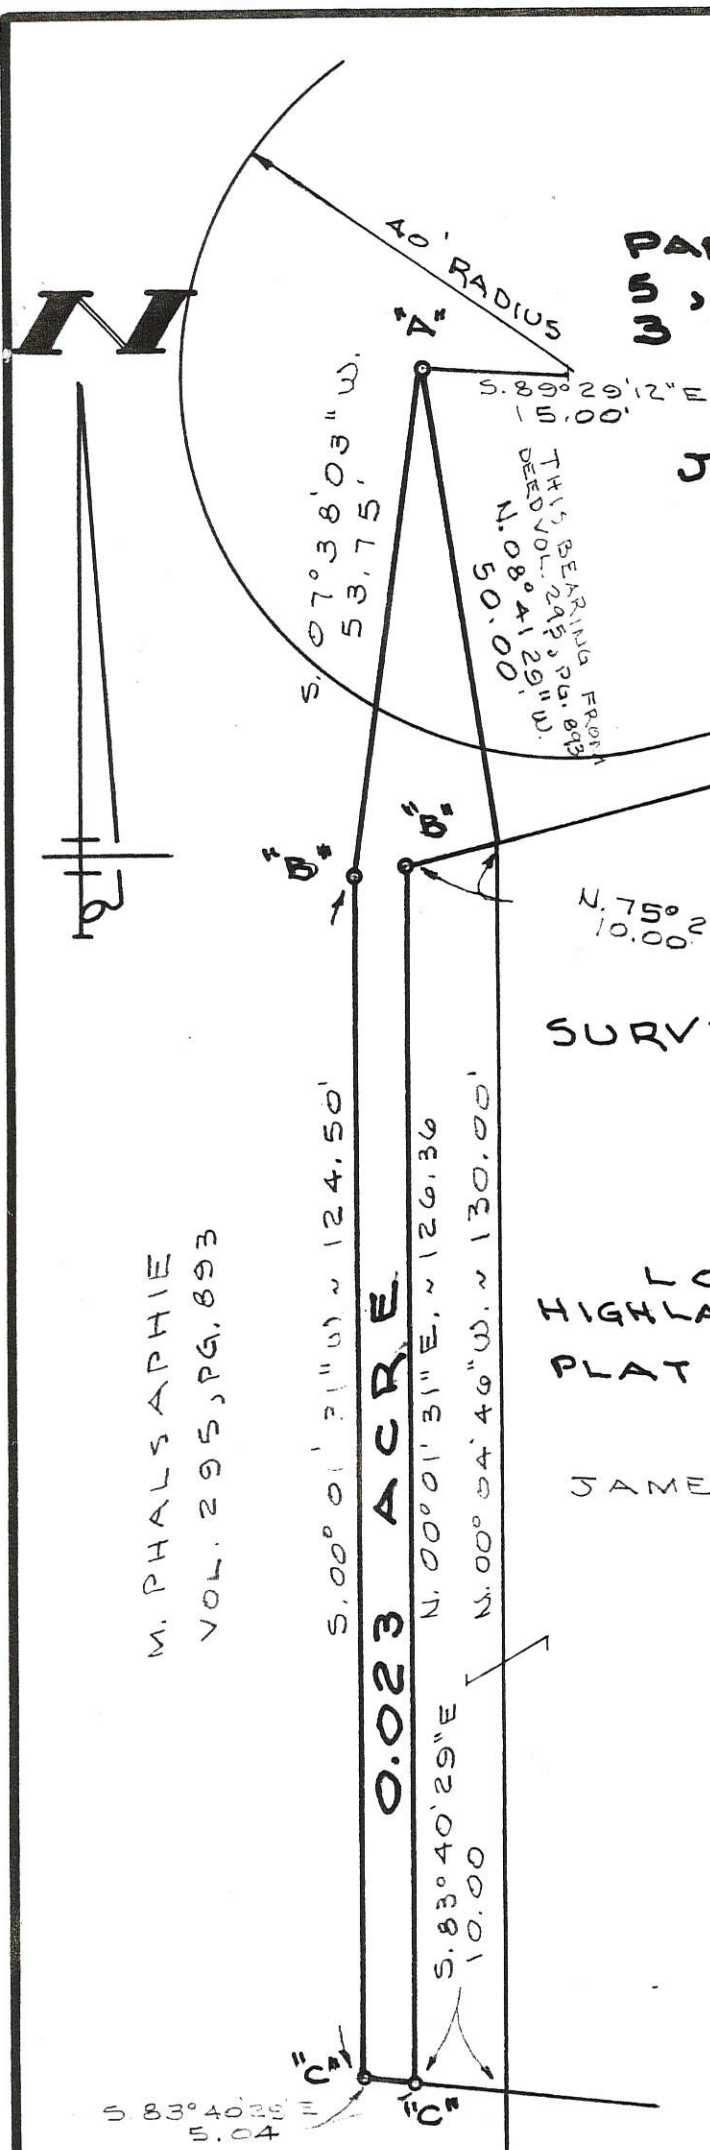 40' RADIUS
N
"A"
S. 89° 29' 12" E
15.00'
S. 07° 38' 03" W.
53.75'
THIS BEARING FROM
DEED VOL. 295, PG. 893
N. 08° 41' 29" W.
50.00'
PAR
5,
3
J
"B"
"B"
N. 75° 2
10.00'
SURV
M. PHALSAPHIE
VOL. 295, PG. 893
S. 00° 01' 31" W ~ 124.50'
0.023 ACRE
N. 00° 01' 31" E. ~ 126.36
N. 00° 04' 46" W. ~ 130.00'
LO
HIGHLA
PLAT
JAME
S. 83° 40' 29" E
10.00
"C"
"C"
S. 83° 40' 29" E
5.04